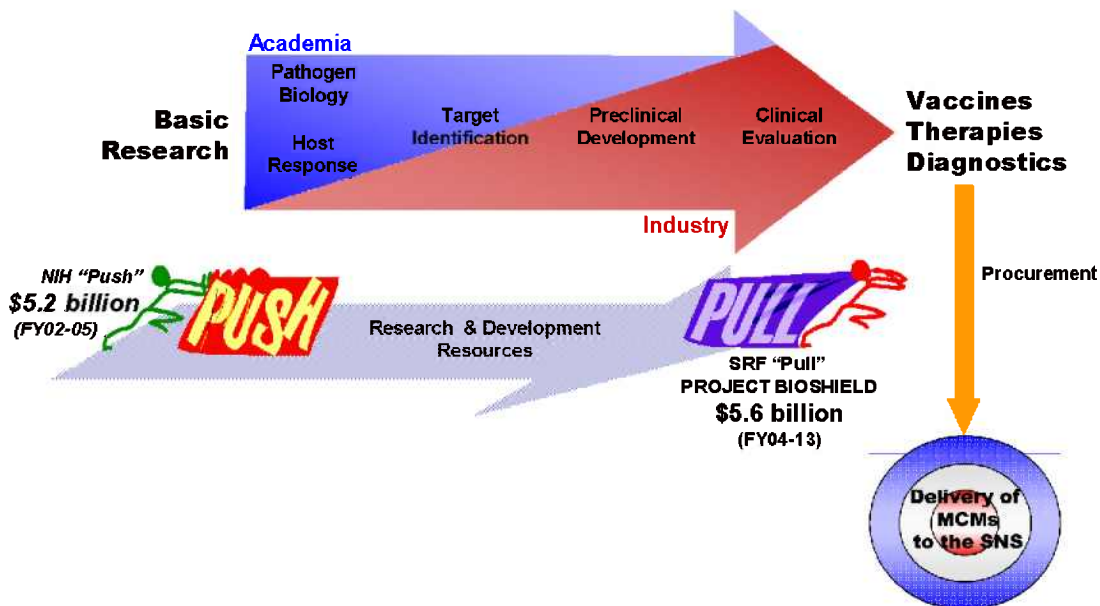 Academia
Pathogen
Biology
Basic
Research
Host
Response
Target
Identification
Preclinical
Development
Clinical
Evaluation
Industry
Vaccines
Therapies
Diagnostics
NIH “Push”
$5.2 billion
(FY02-05)
PUSH
Research & Development
Resources
PULL
SRF “Pull”
PROJECT BIOSHIELD
$5.6 billion
(FY04-13)
Procurement
Delivery of
MCMs
to the SNS